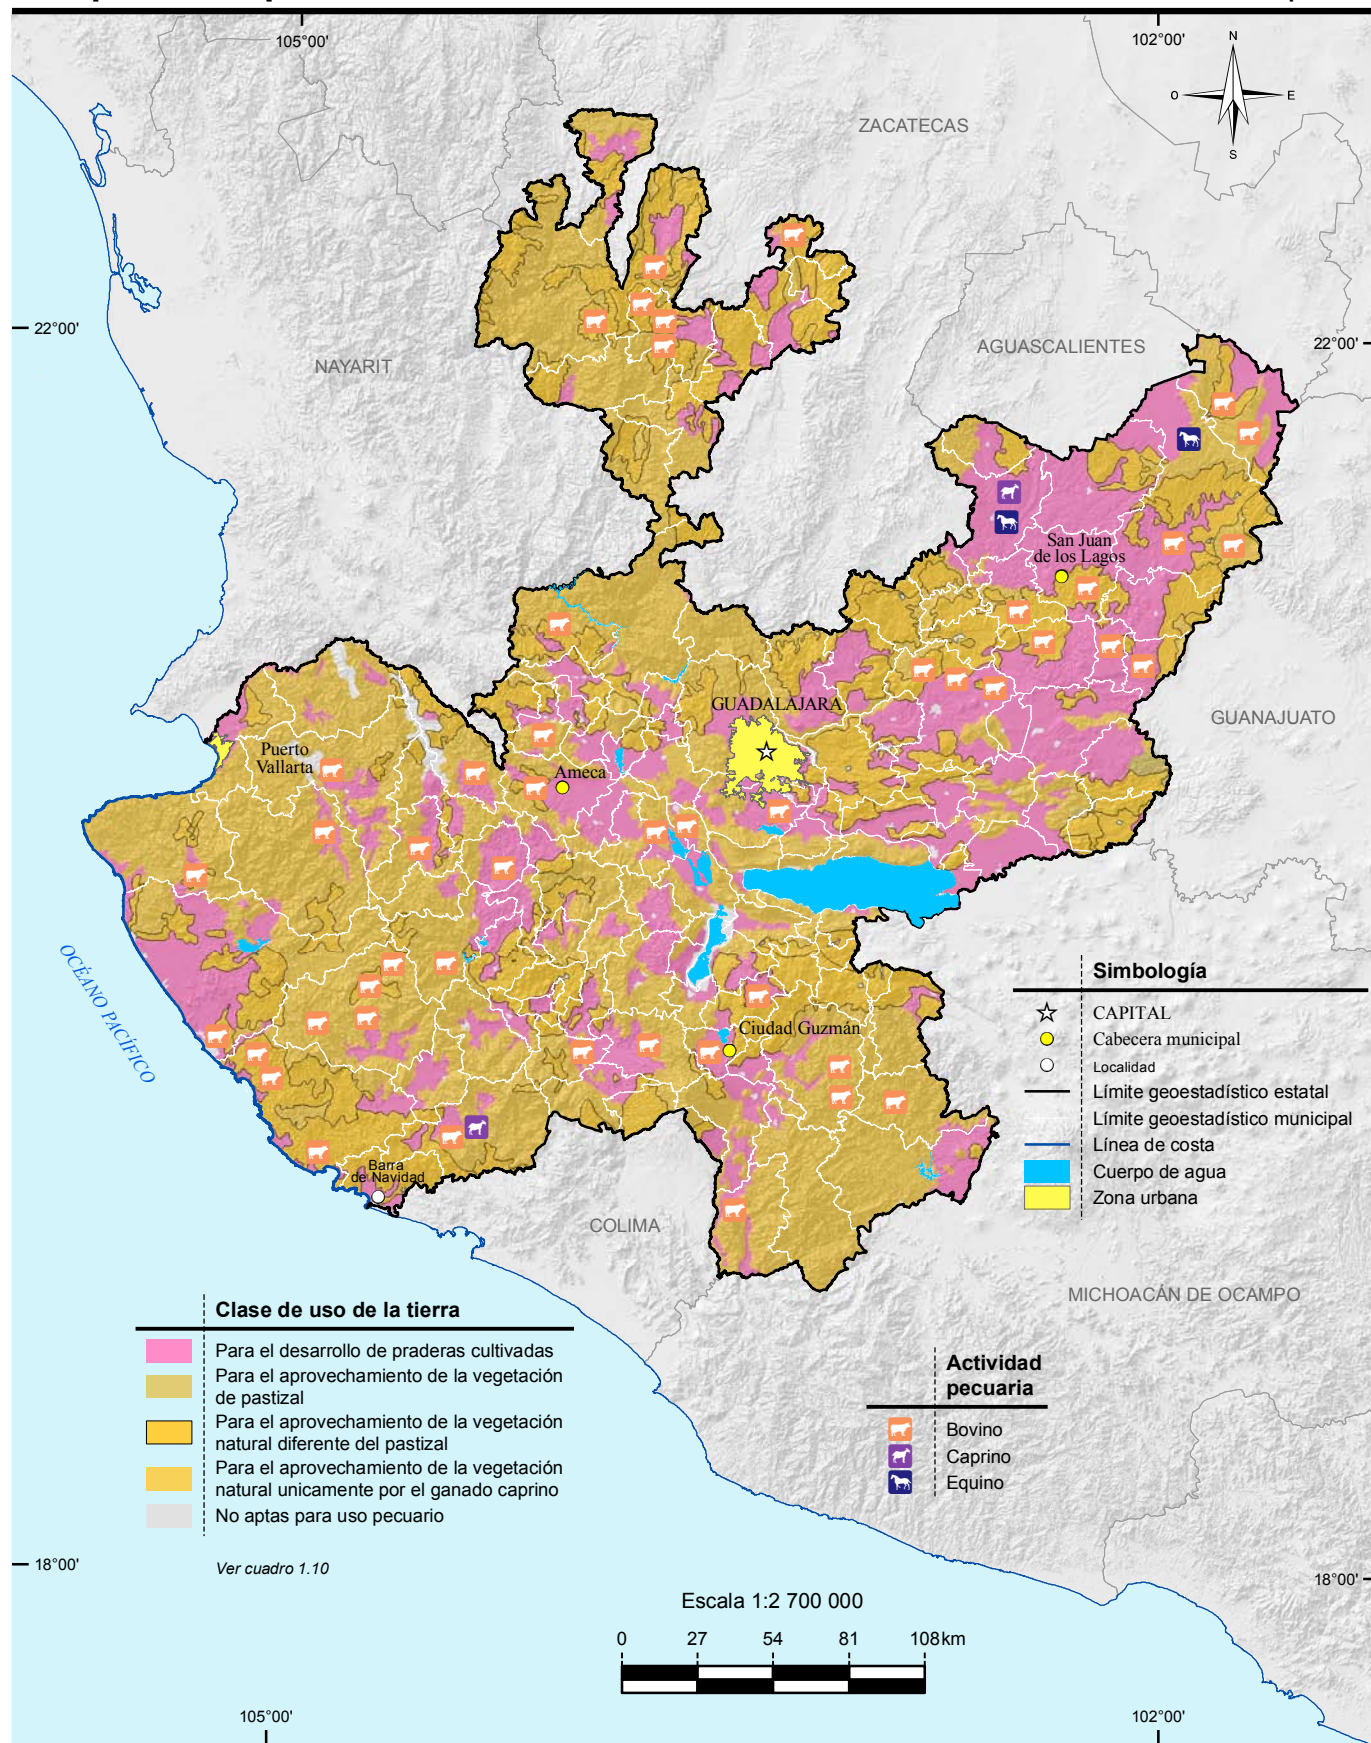 105°00'
102°00'
N
O
E
S
ZACATECAS
22°00'
22°00'
AGUASCALIENTES
NAYARIT
San Juan
de los Lagos
GUADALAJARA
GUANAJUATO
Puerto
Vallarta
Ameca
OCÉANO PACÍFICO
Ciudad Guzmán
Barra
de Navidad
COLIMA
MICHOACÁN DE OCAMPO
Simbología
CAPITAL
Cabecera municipal
Localidad
Límite geoestadístico estatal
Límite geoestadístico municipal
Línea de costa
Cuerpo de agua
Zona urbana
Clase de uso de la tierra
Para el desarrollo de praderas cultivadas
Para el aprovechamiento de la vegetación
de pastizal
Para el aprovechamiento de la vegetación
natural diferente del pastizal
Para el aprovechamiento de la vegetación
natural unicamente por el ganado caprino
No aptas para uso pecuario
Ver cuadro 1.10
Actividad
pecuaria
Bovino
Caprino
Equino
18°00'
18°00'
Escala 1:2 700 000
0 27 54 81 108 km
105°00'
102°00'